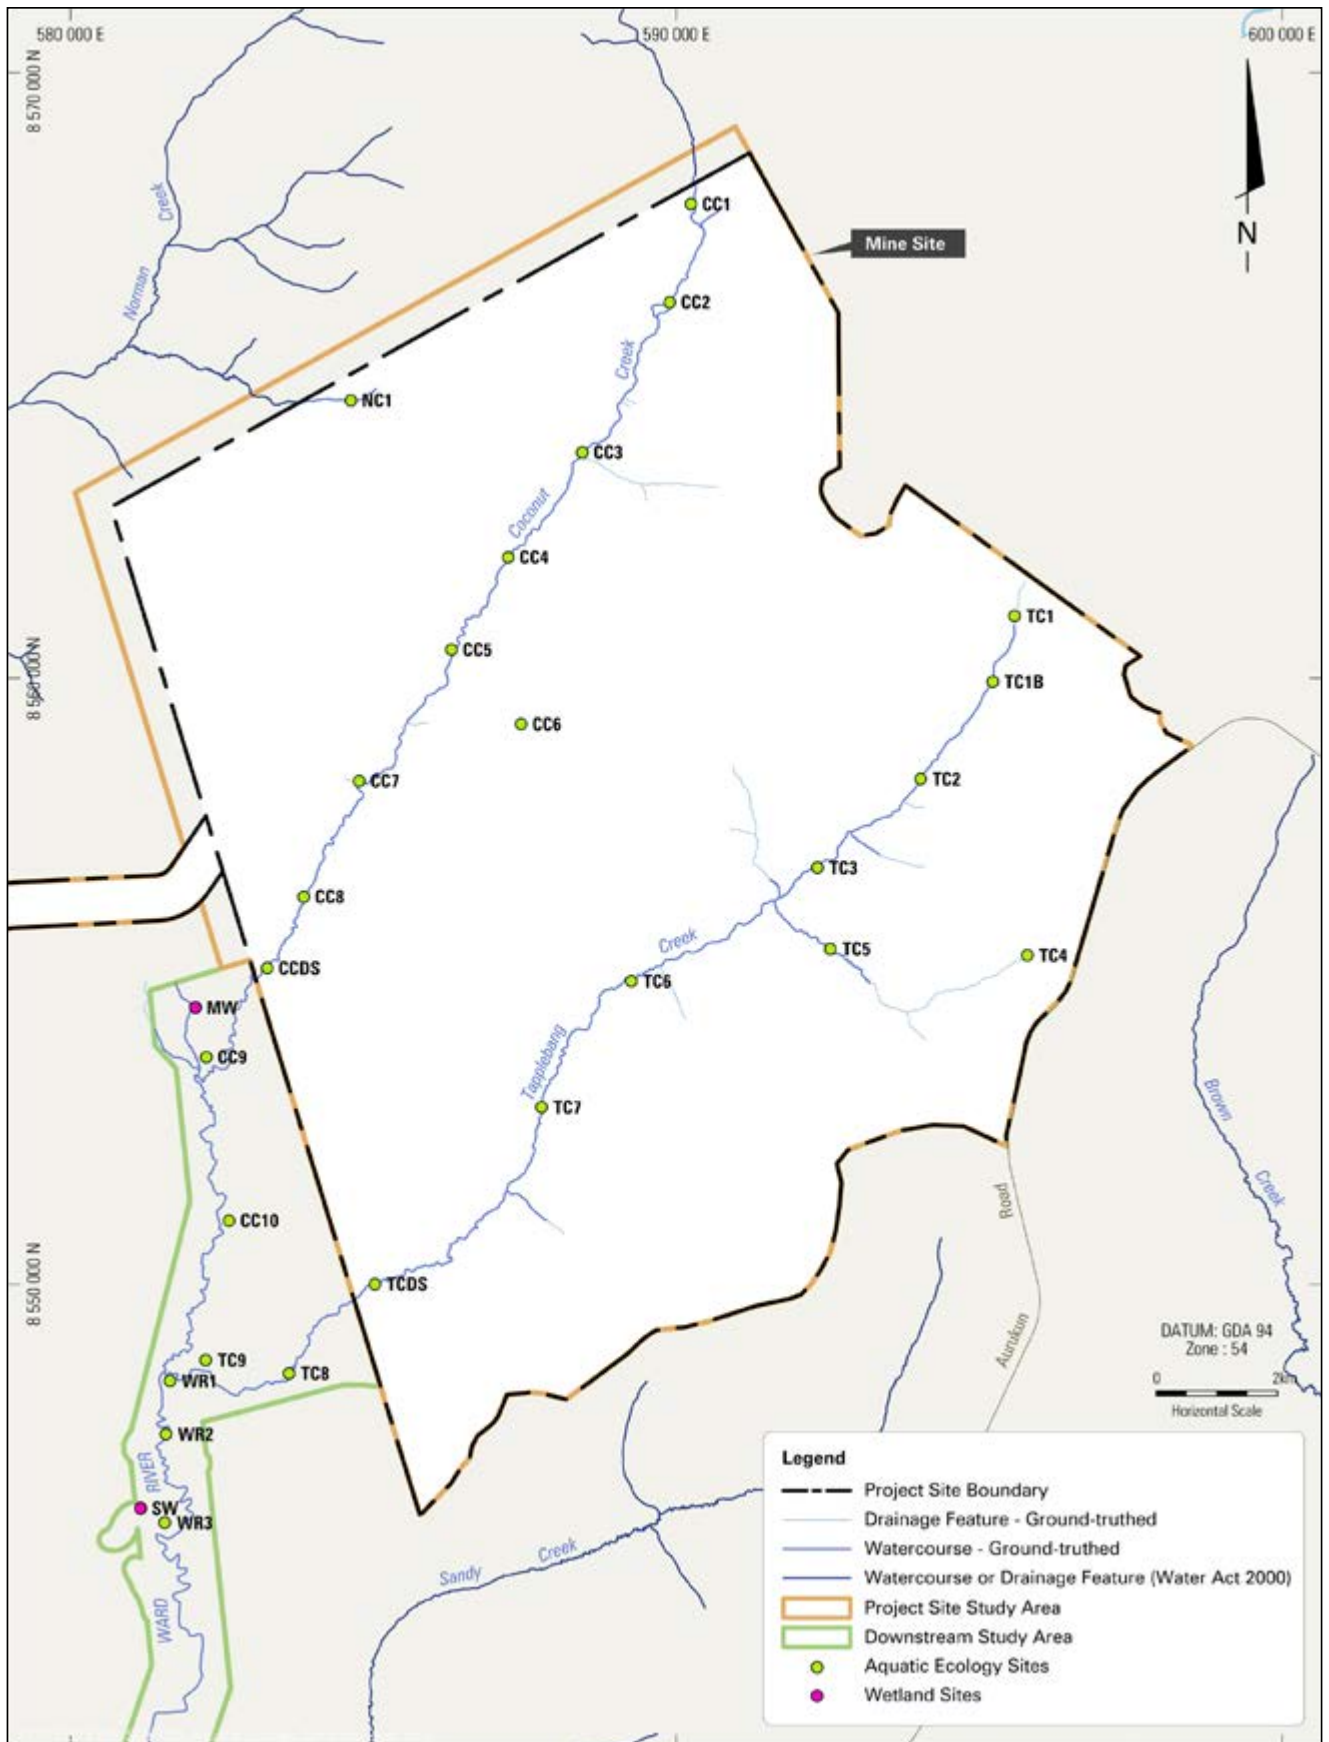 580 000 E
590 000 E
600 000 E
8 570 000 N
CC1
Mine Site
N
Creek
Norman
CC2
Creek
NC1
CC3
Coconut
CC4
TC1
CC5
8 560 000 N
TC1B
CC6
CC7
TC2
TC3
CC8
Creek
TC5
TC4
CCDS
TC6
MW
CC9
Tapplebang
TC7
Brown
Creek
Road
CC10
TCDS
8 550 000 N
Aurukun
DATUM: GDA 94
Zone : 54
0 2km
Horizontal Scale
TC9
TC8
WR1
WR2
RIVER
SW
WR3
WARD
Sandy
Creek
Legend
Project Site Boundary
Drainage Feature - Ground-truthed
Watercourse - Ground-truthed
Watercourse or Drainage Feature (Water Act 2000)
Project Site Study Area
Downstream Study Area
Aquatic Ecology Sites
Wetland Sites